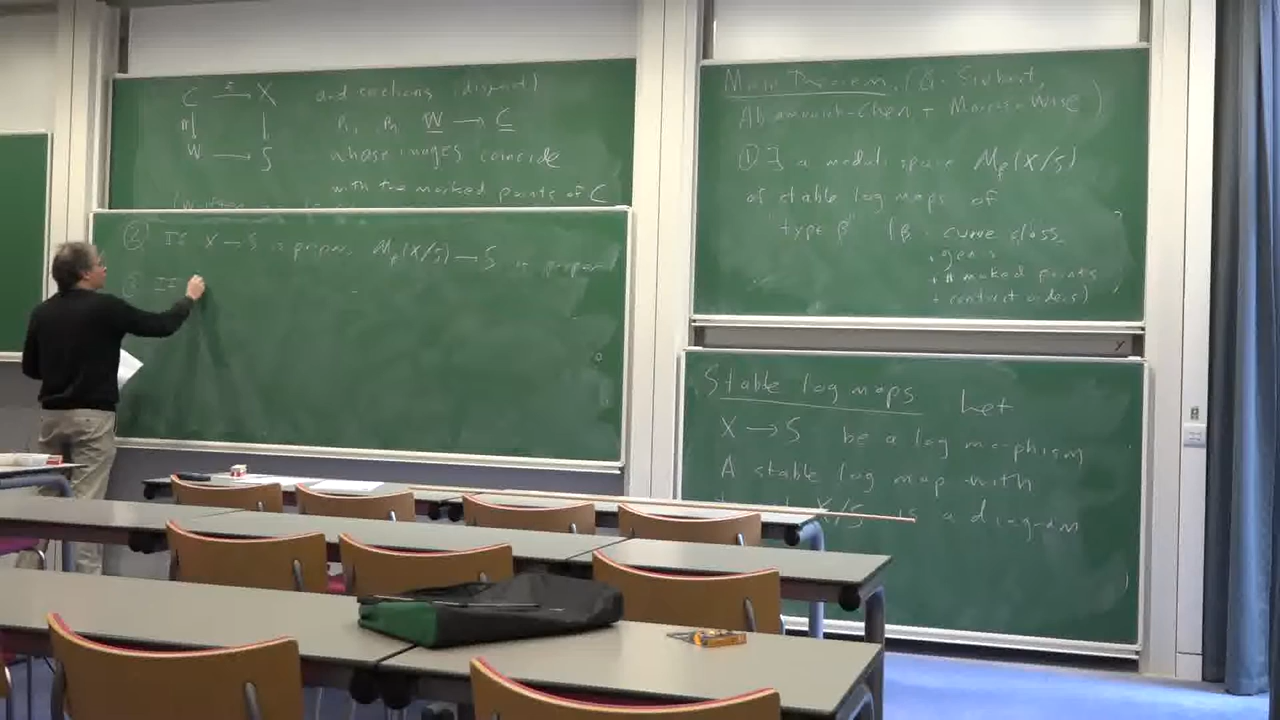 Stable log maps Let
X → S be a log morphism
A stable log map with
X/S is a diagram
C → X and sections (disjoint)
π↓ ↓ W → C
W → S whose images coincide
with the marked points of C
Main Theorem (G-Siebert,
Abramovich-Chen + Marcus-Wise)
① ∃ a moduli space M_β(X/S)
of stable log maps of
"type β" (β: curve class,
genus
# marked points
+ contact orders)
② If X → S is proper, M_β(X/S) → S is proper
③ If